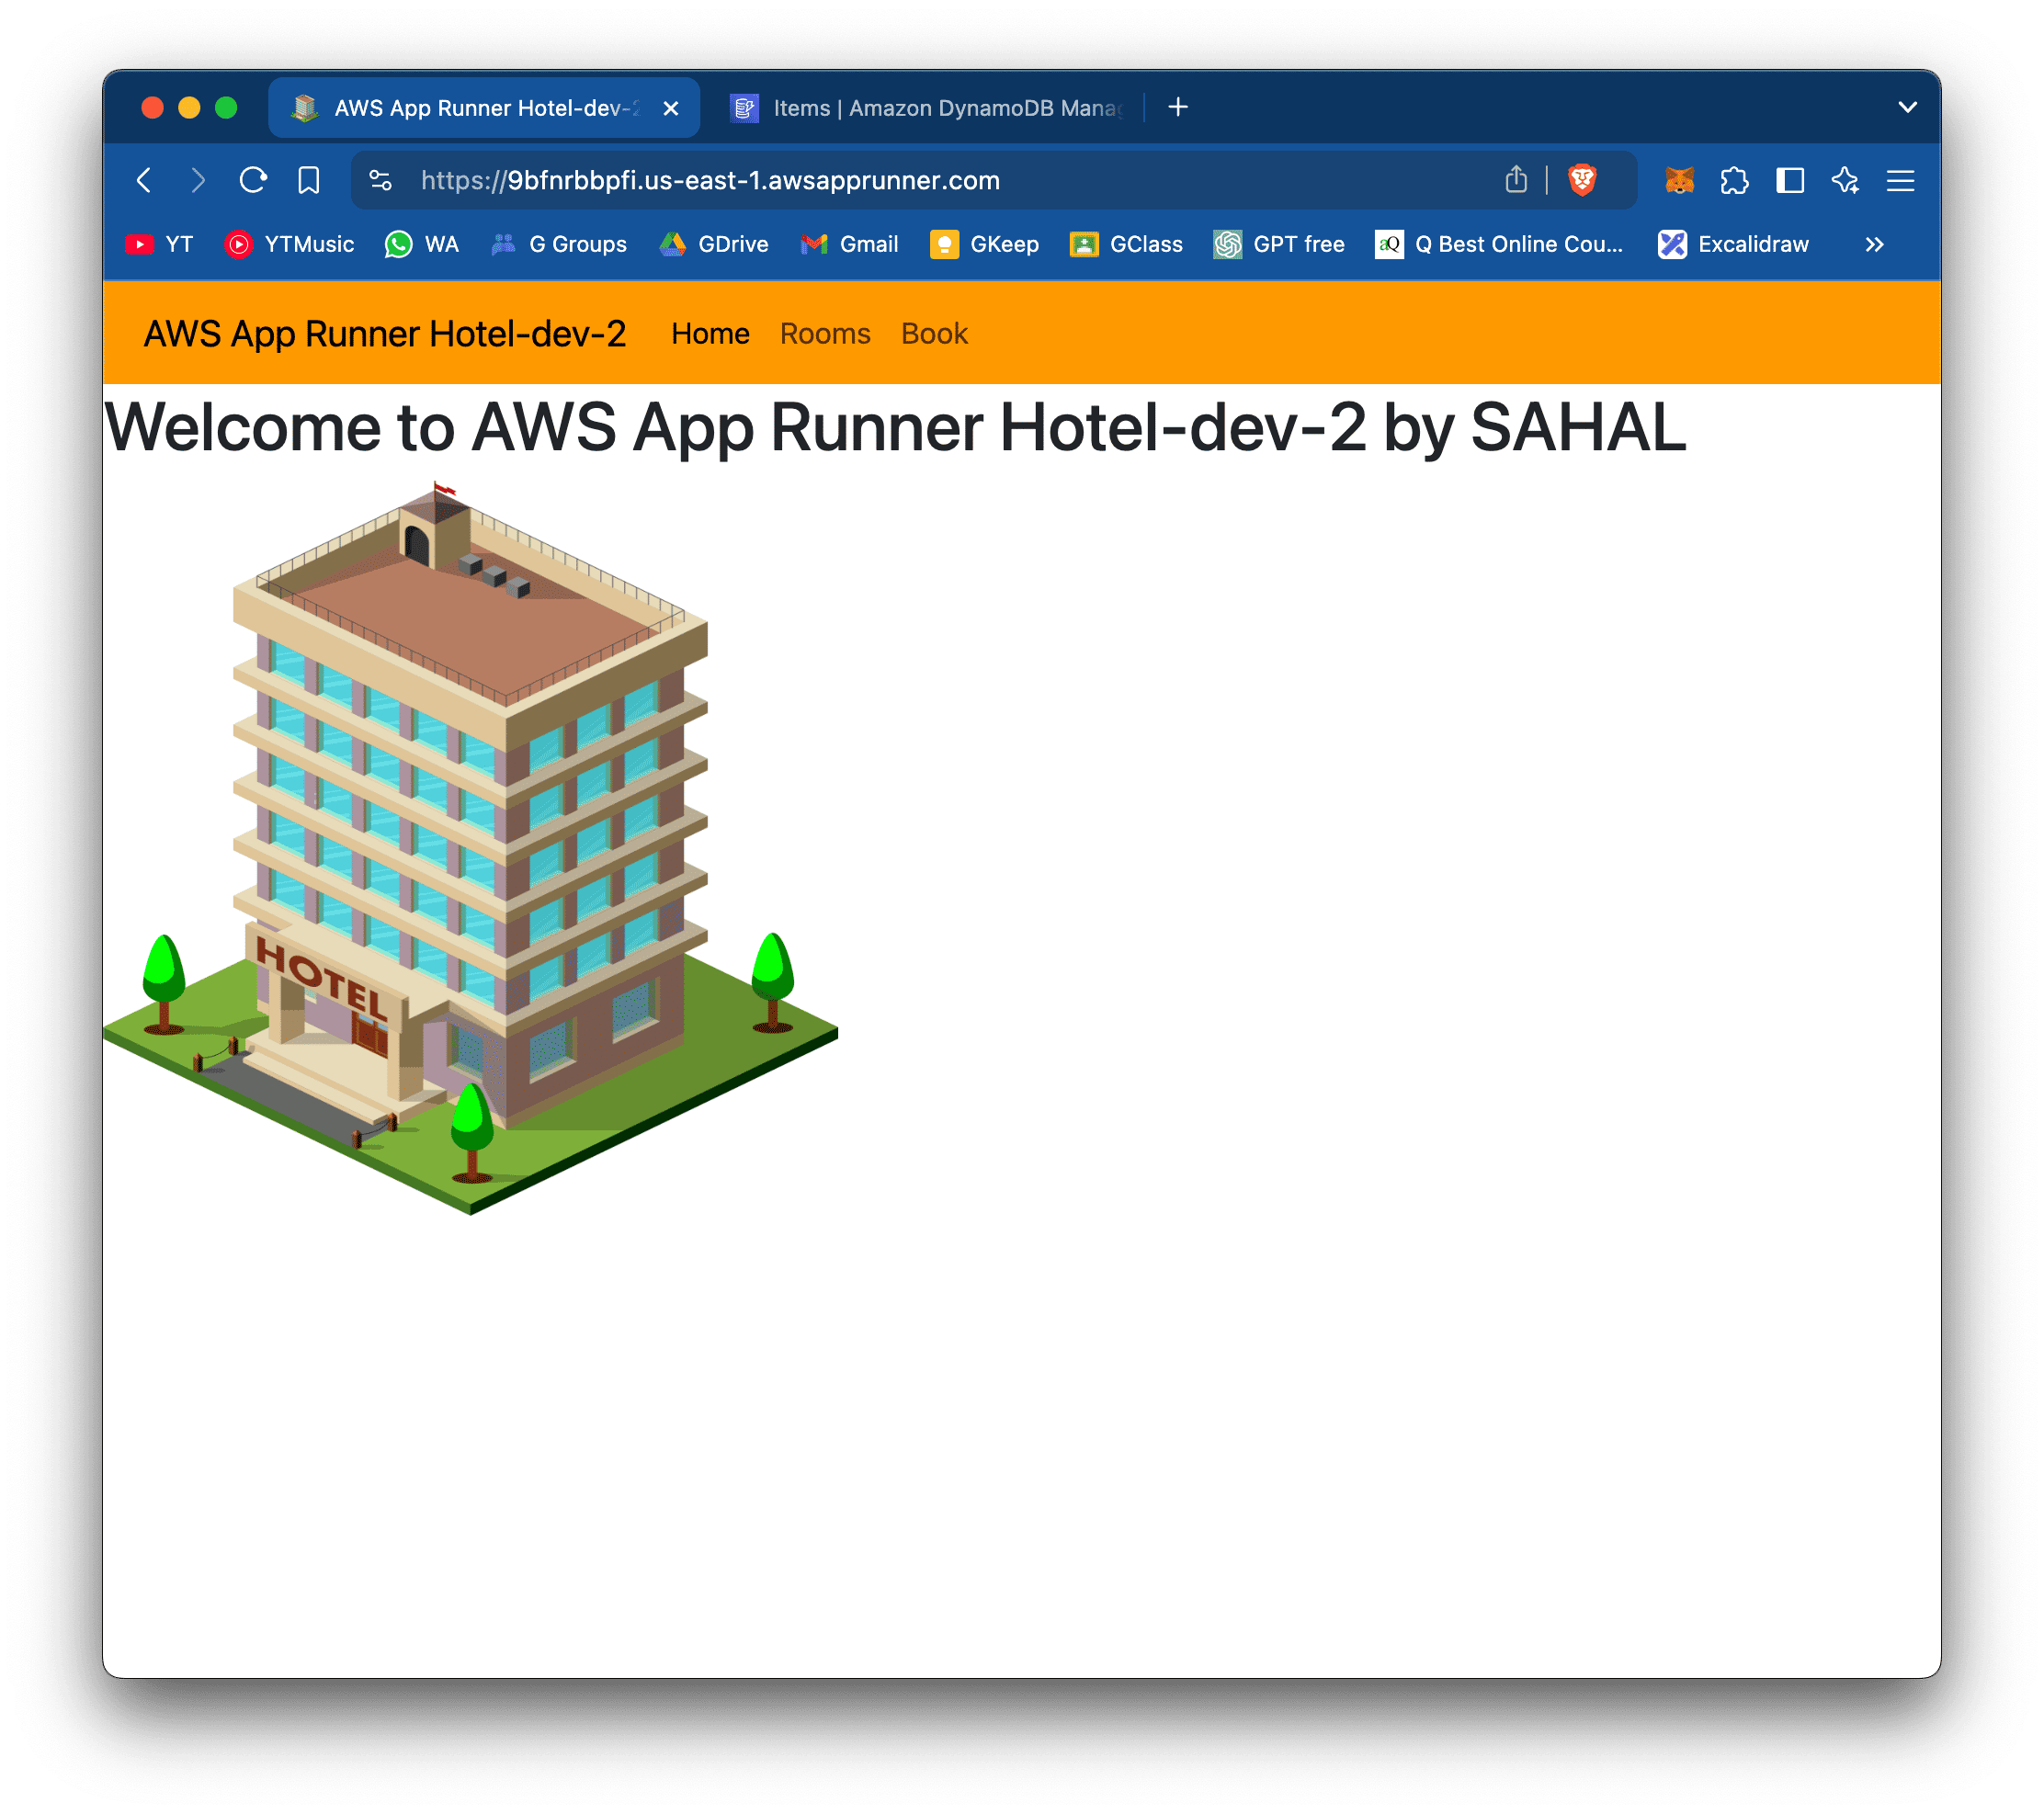 AWS App Runner Hotel-dev-2
Items | Amazon DynamoDB Manag
https://9bfnrbbpfi.us-east-1.awsapprunner.com
YT YTMusic WA G Groups GDrive Gmail GKeep GClass GPT free aQ Q Best Online Cou... Excalidraw
AWS App Runner Hotel-dev-2 Home Rooms Book
Welcome to AWS App Runner Hotel-dev-2 by SAHAL
HOTEL